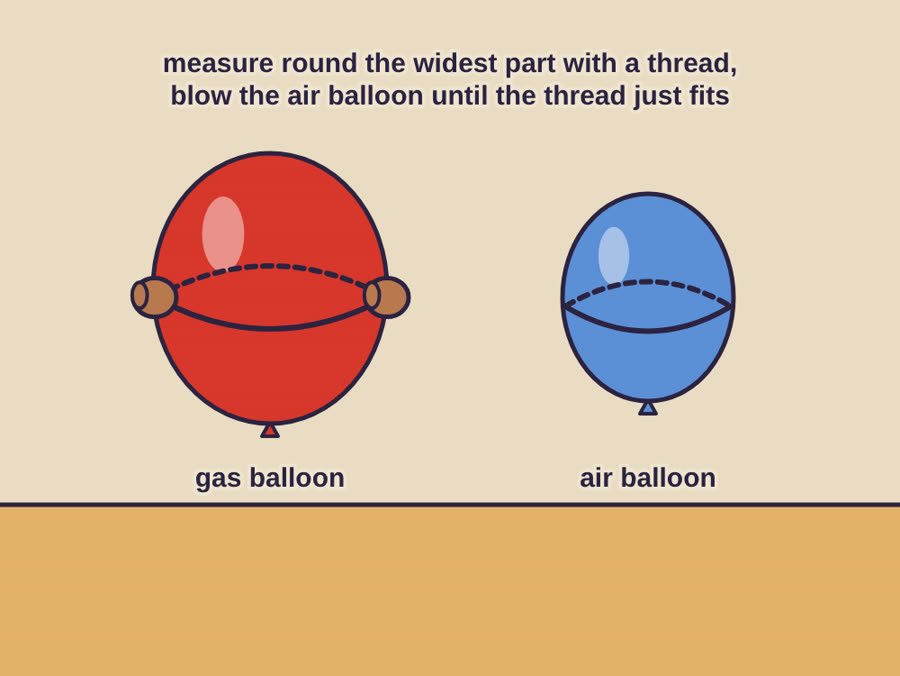 measure round the widest part with a thread,
blow the air balloon until the thread just fits
gas balloon
air balloon